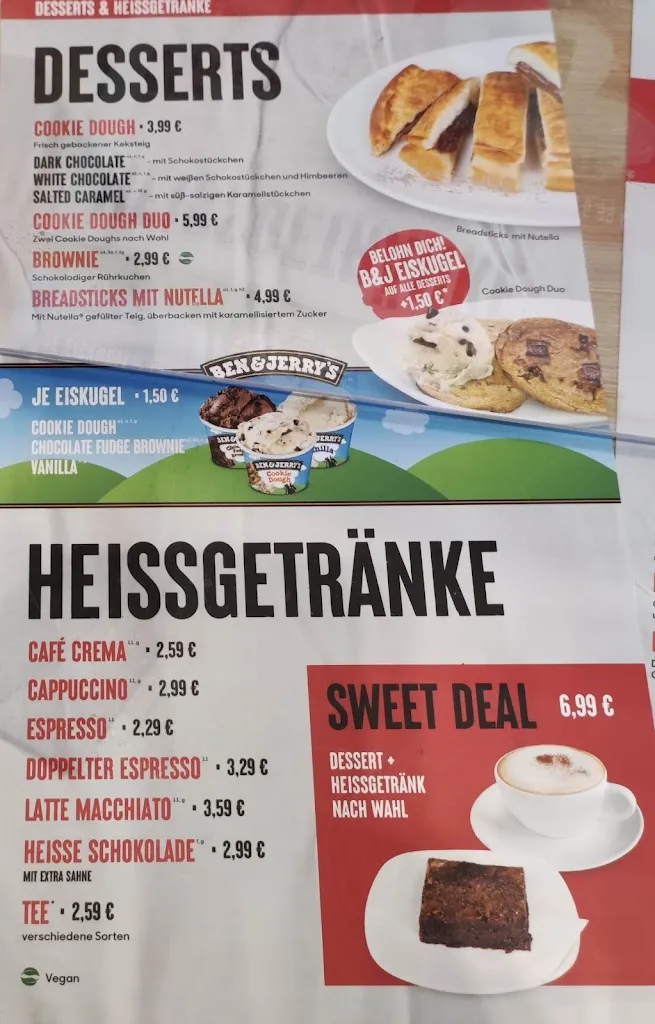 DESSERTS & HEISSGETRÄNKE
DESSERTS
COOKIE DOUGH · 3,99 €
Frisch gebackener Keksteig
DARK CHOCOLATE - mit Schokostückchen
WHITE CHOCOLATE - mit weißen Schokostückchen und Himbeeren
SALTED CARAMEL - mit süß-salzigen Karamellstückchen
COOKIE DOUGH DUO · 5,99 €
Zwei Cookie Doughs nach Wahl
BROWNIE · 2,99 €
Schokoladiger Rührkuchen
BREADSTICKS MIT NUTELLA · 4,99 €
Mit Nutella® gefüllter Teig, überbacken mit karamellisiertem Zucker
Breadsticks mit Nutella
BELOHN DICH!
B&J EISKUGEL
AUF ALLE DESSERTS
+1,50 €*
Cookie Dough Duo
BEN & JERRY'S
JE EISKUGEL · 1,50 €
COOKIE DOUGH
CHOCOLATE FUDGE BROWNIE
VANILLA
BEN & JERRY'S
Cookie Dough
HEISSGETRÄNKE
CAFÉ CREMA · 2,59 €
CAPPUCCINO · 2,99 €
ESPRESSO · 2,29 €
DOPPELTER ESPRESSO · 3,29 €
LATTE MACCHIATO · 3,59 €
HEISSE SCHOKOLADE · 2,99 €
MIT EXTRA SAHNE
TEE · 2,59 €
verschiedene Sorten
Vegan
SWEET DEAL 6,99 €
DESSERT +
HEISSGETRÄNK
NACH WAHL